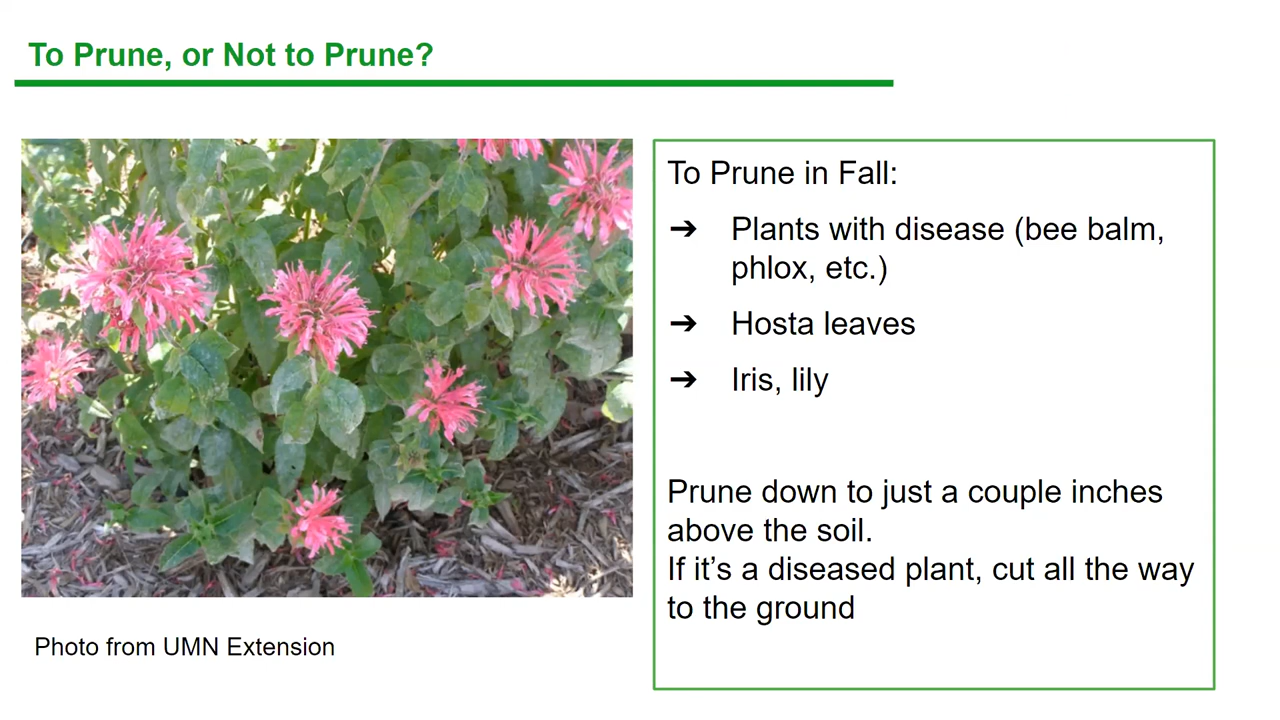 To Prune, or Not to Prune?
To Prune in Fall:
➔ Plants with disease (bee balm,
phlox, etc.)
➔ Hosta leaves
➔ Iris, lily
Prune down to just a couple inches
above the soil.
If it’s a diseased plant, cut all the way
to the ground
Photo from UMN Extension